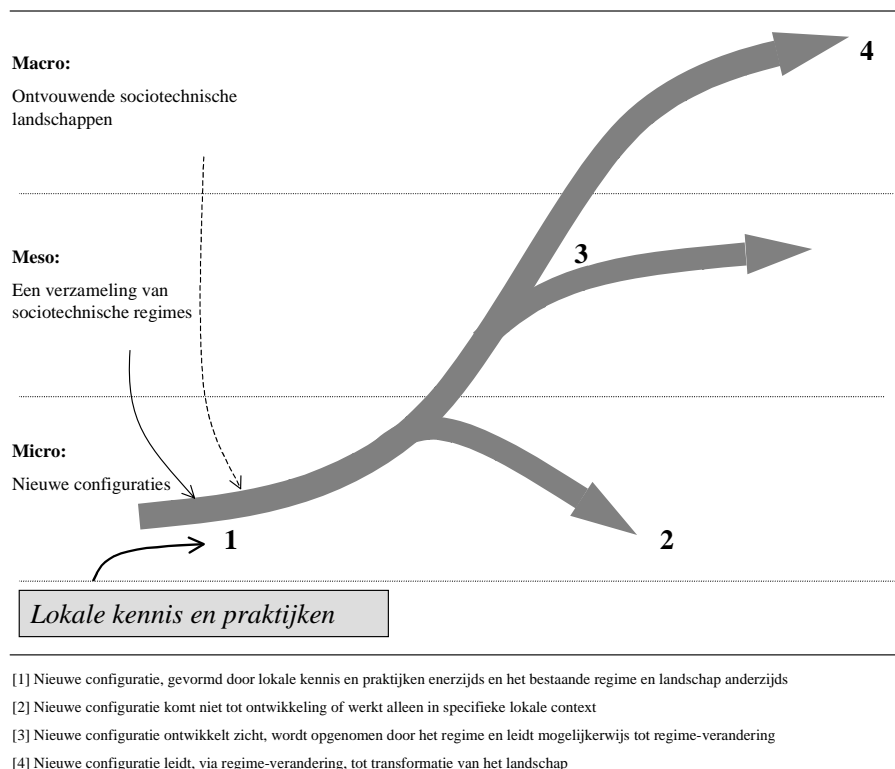 Macro:
Ontvouwende sociotechnische
landschappen
4
Meso:
Een verzameling van
sociotechnische regimes
3
Micro:
Nieuwe configuraties
1
2
Lokale kennis en praktijken
[1] Nieuwe configuratie, gevormd door lokale kennis en praktijken enerzijds en het bestaande regime en landschap anderzijds
[2] Nieuwe configuratie komt niet tot ontwikkeling of werkt alleen in specifieke lokale context
[3] Nieuwe configuratie ontwikkelt zicht, wordt opgenomen door het regime en leidt mogelijkerwijs tot regime-verandering
[4] Nieuwe configuratie leidt, via regime-verandering, tot transformatie van het landschap